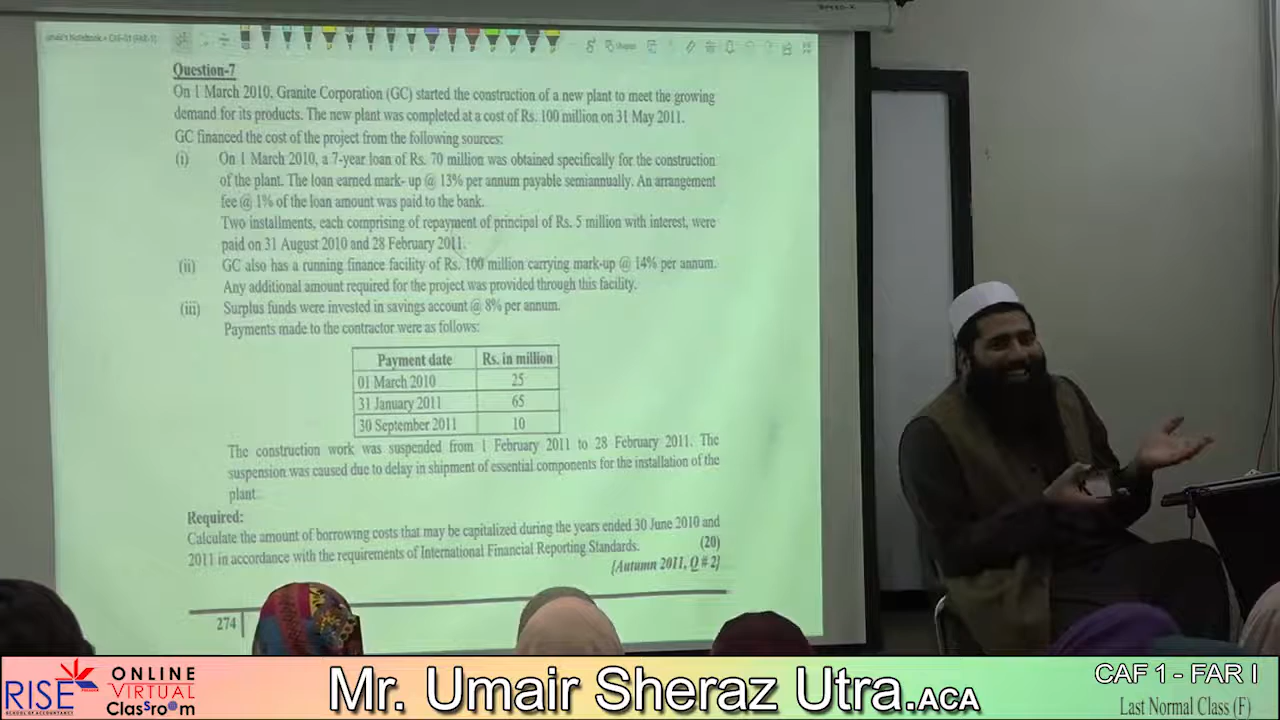 umair's Notebook • CAF-01 (FAR-1)
Shapes
Question-7
On 1 March 2010, Granite Corporation (GC) started the construction of a new plant to meet the growing
demand for its products. The new plant was completed at a cost of Rs. 100 million on 31 May 2011.
GC financed the cost of the project from the following sources:
(i) On 1 March 2010, a 7-year loan of Rs. 70 million was obtained specifically for the construction
of the plant. The loan earned mark- up @ 13% per annum payable semiannually. An arrangement
fee @ 1% of the loan amount was paid to the bank.
Two installments, each comprising of repayment of principal of Rs. 5 million with interest, were
paid on 31 August 2010 and 28 February 2011.
(ii) GC also has a running finance facility of Rs. 100 million carrying mark-up @ 14% per annum.
Any additional amount required for the project was provided through this facility.
(iii) Surplus funds were invested in savings account @ 8% per annum.
Payments made to the contractor were as follows:
Payment date Rs. in million
01 March 2010 25
31 January 2011 65
30 September 2011 10
The construction work was suspended from 1 February 2011 to 28 February 2011. The
suspension was caused due to delay in shipment of essential components for the installation of the
plant.
Required:
Calculate the amount of borrowing costs that may be capitalized during the years ended 30 June 2010 and
2011 in accordance with the requirements of International Financial Reporting Standards. (20)
{Autumn 2011, Q # 2}
274
RISE
SCHOOL OF ACCOUNTANCY
ONLINE
VIRTUAL
Classroom
Mr. Umair Sheraz Utra.ACA
CAF 1 - FAR I
Last Normal Class (F)